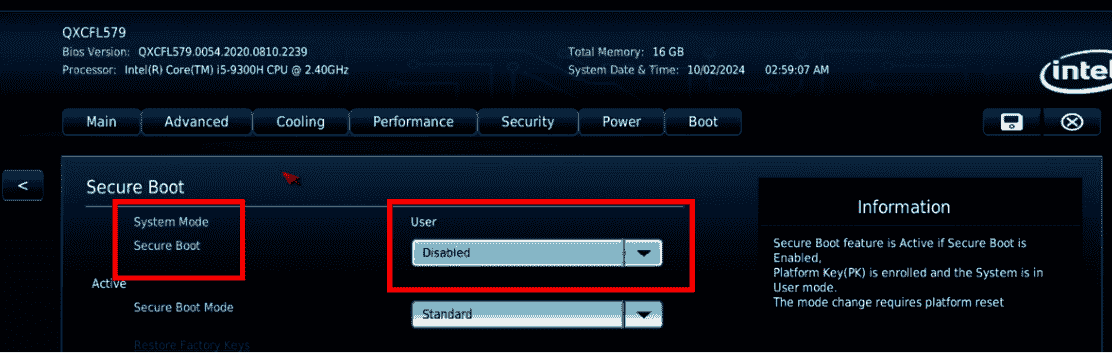 QXCFL579
Bios Version: QXCFL579.0054.2020.0810.2239
Total Memory: 16 GB
Processor: Intel(R) Core(TM) i5-9300H CPU @ 2.40GHz
System Date & Time: 10/02/2024 02:59:07 AM
intel
Main Advanced Cooling Performance Security Power Boot
<
Secure Boot
System Mode User
Secure Boot Disabled
Active
Secure Boot Mode Standard
Restore Factory Keys
Information
Secure Boot feature is Active if Secure Boot is
Enabled,
Platform Key(PK) is enrolled and the System is in
User mode.
The mode change requires platform reset